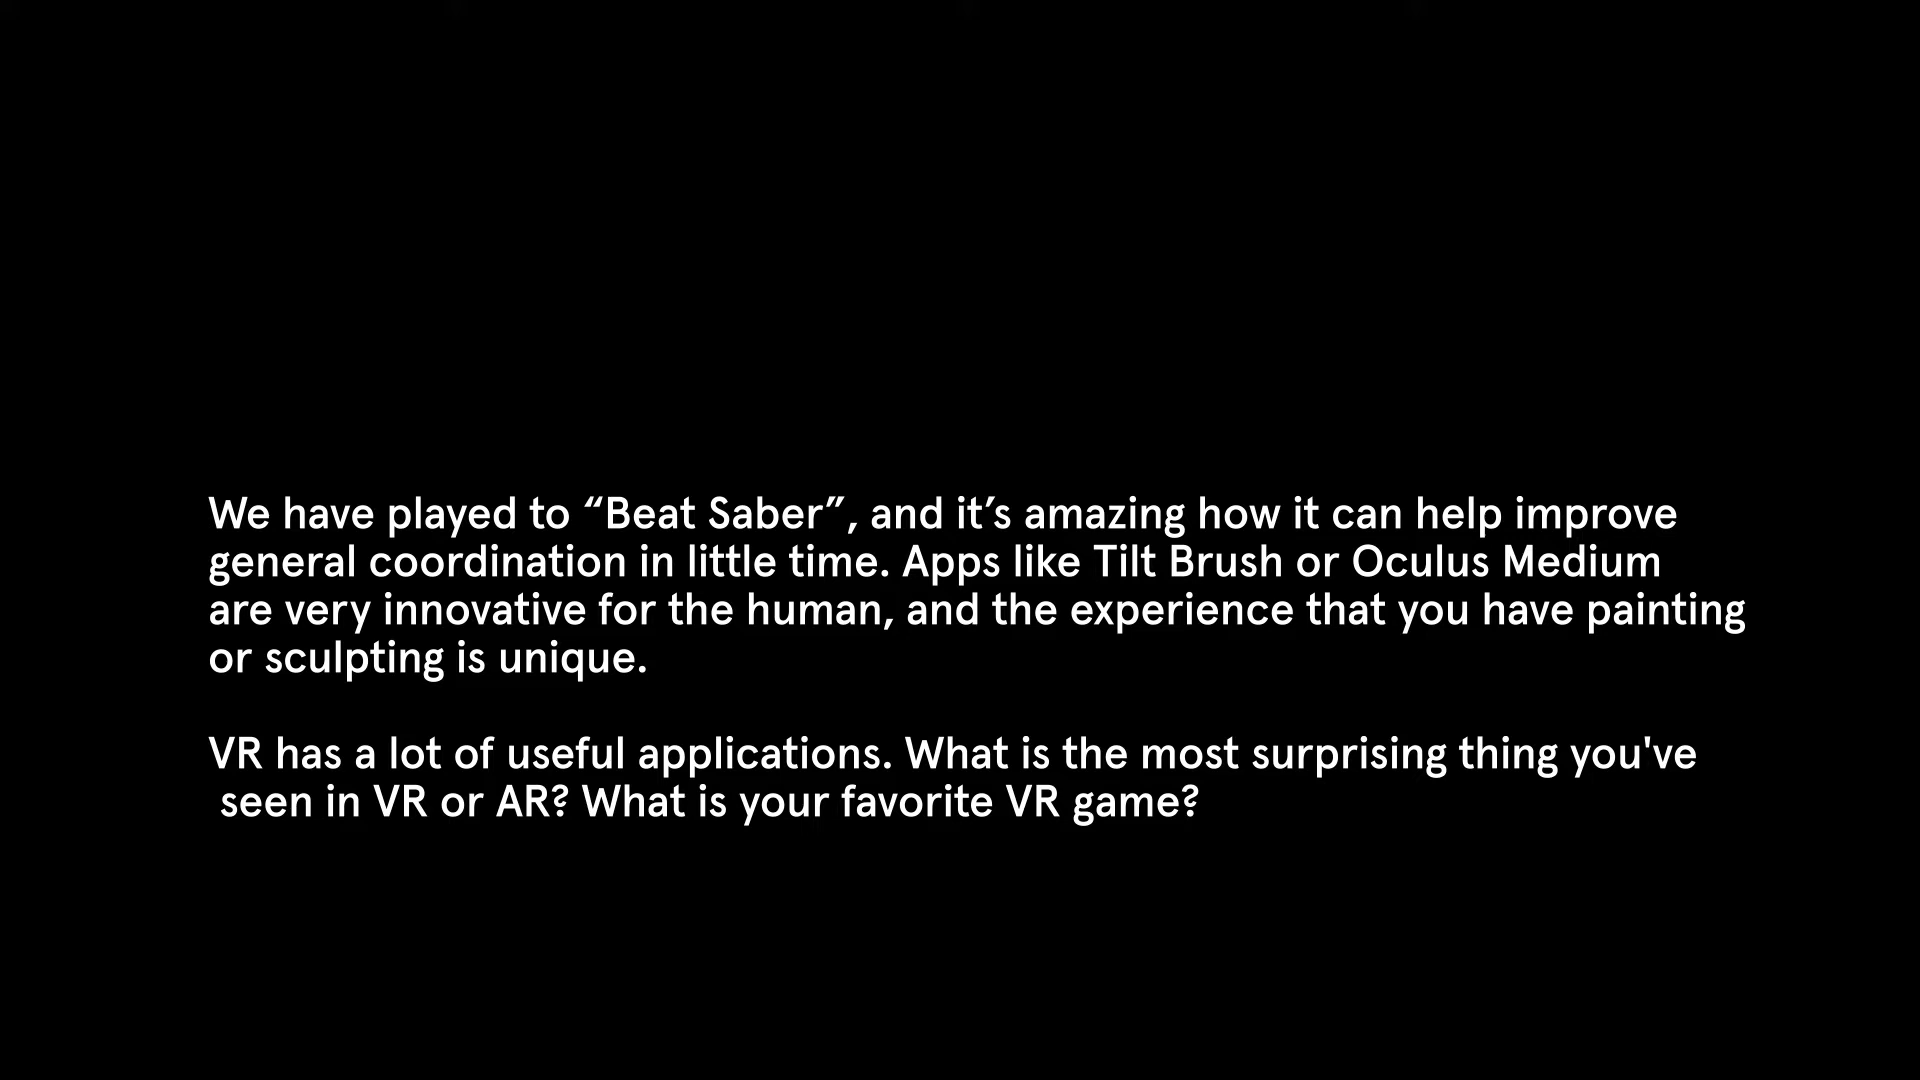 We have played to “Beat Saber”, and it’s amazing how it can help improve
general coordination in little time. Apps like Tilt Brush or Oculus Medium
are very innovative for the human, and the experience that you have painting
or sculpting is unique.
VR has a lot of useful applications. What is the most surprising thing you've
seen in VR or AR? What is your favorite VR game?